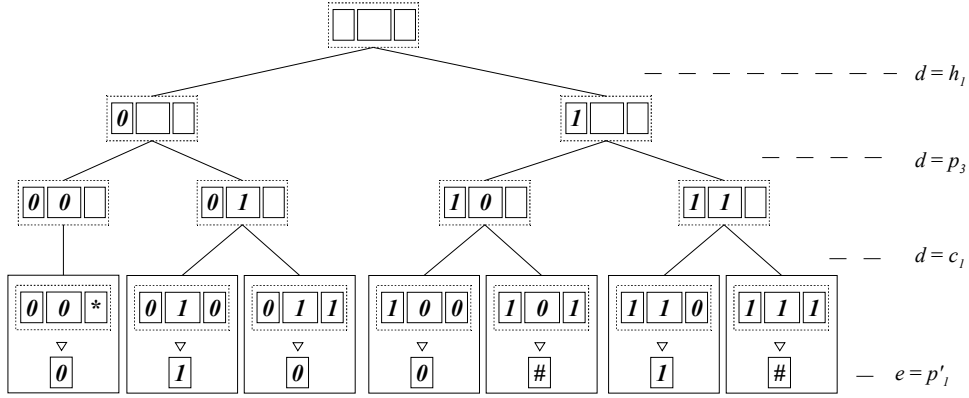 d = h₁
0
1
d = p₃
0 0
0 1
1 0
1 1
d = c₁
0 0 * 0 1 0 0 1 1 1 0 0 1 0 1 1 1 0 1 1 1
▽ ▽ ▽ ▽ ▽ ▽ ▽
0 1 0 0 # 1 #
e = p'₁